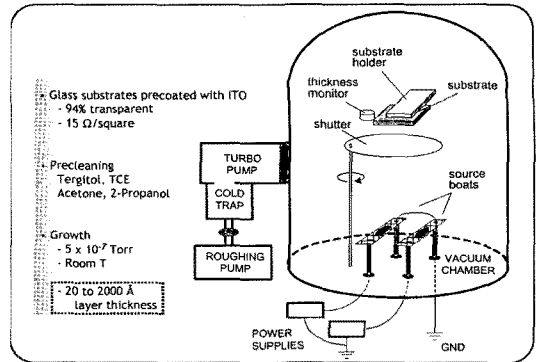 Glass substrates precoated with ITO
- 94% transparent
- 15 Ω/square
Precleaning
Tergitol, TCE
Acetone, 2-Propanol
Growth
- 5 x 10⁻⁷ Torr
- Room T
- 20 to 2000 Å
layer thickness
TURBO
PUMP
COLD
TRAP
ROUGHING
PUMP
substrate
holder
thickness
monitor
substrate
shutter
source
boats
VACUUM
CHAMBER
POWER
SUPPLIES
GND